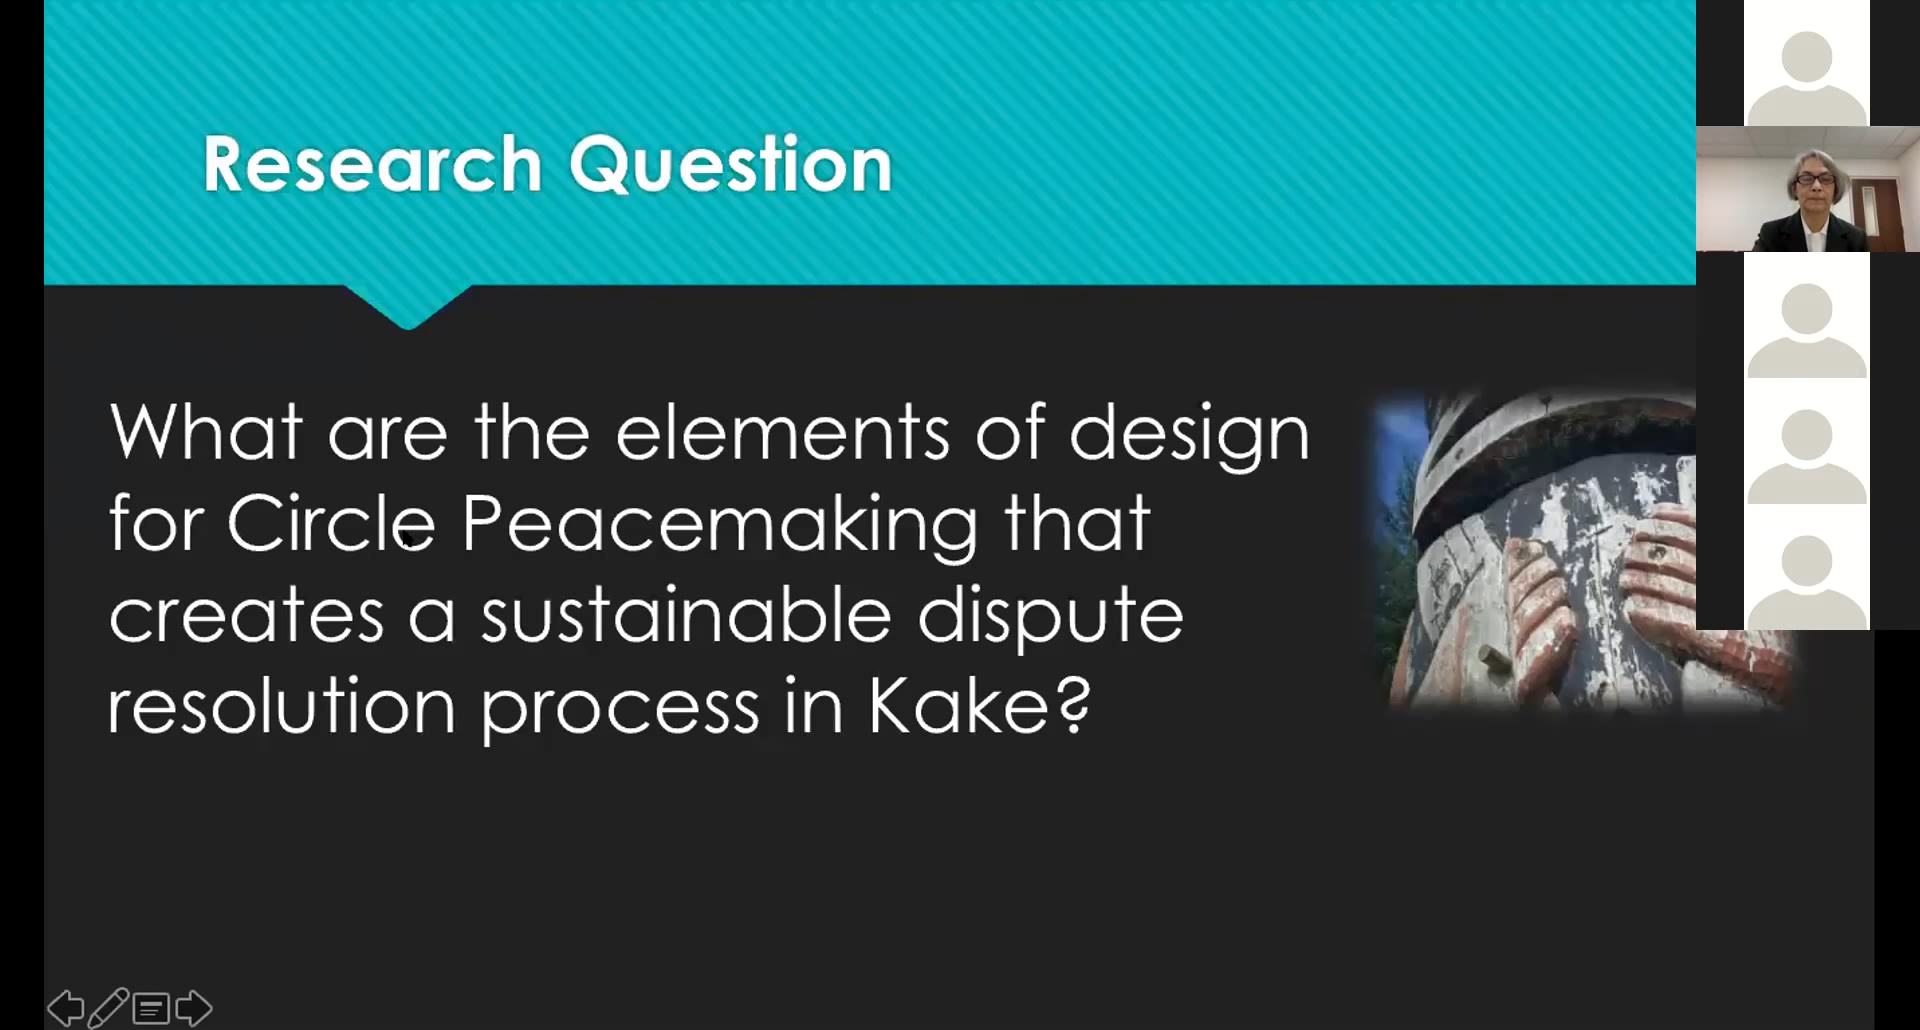 Research Question
What are the elements of design
for Circle Peacemaking that
creates a sustainable dispute
resolution process in Kake?